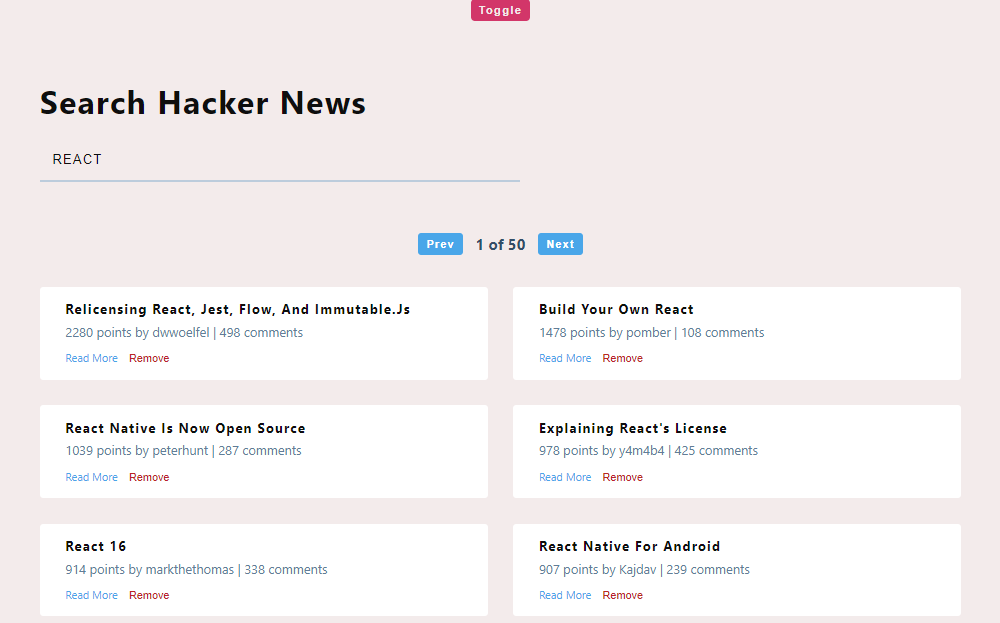 Toggle
Search Hacker News
REACT
Prev 1 of 50 Next
Relicensing React, Jest, Flow, And Immutable.Js
2280 points by dwwoelfel | 498 comments
Read More Remove
Build Your Own React
1478 points by pomber | 108 comments
Read More Remove
React Native Is Now Open Source
1039 points by peterhunt | 287 comments
Read More Remove
Explaining React's License
978 points by y4m4b4 | 425 comments
Read More Remove
React 16
914 points by markthethomas | 338 comments
Read More Remove
React Native For Android
907 points by Kajdav | 239 comments
Read More Remove